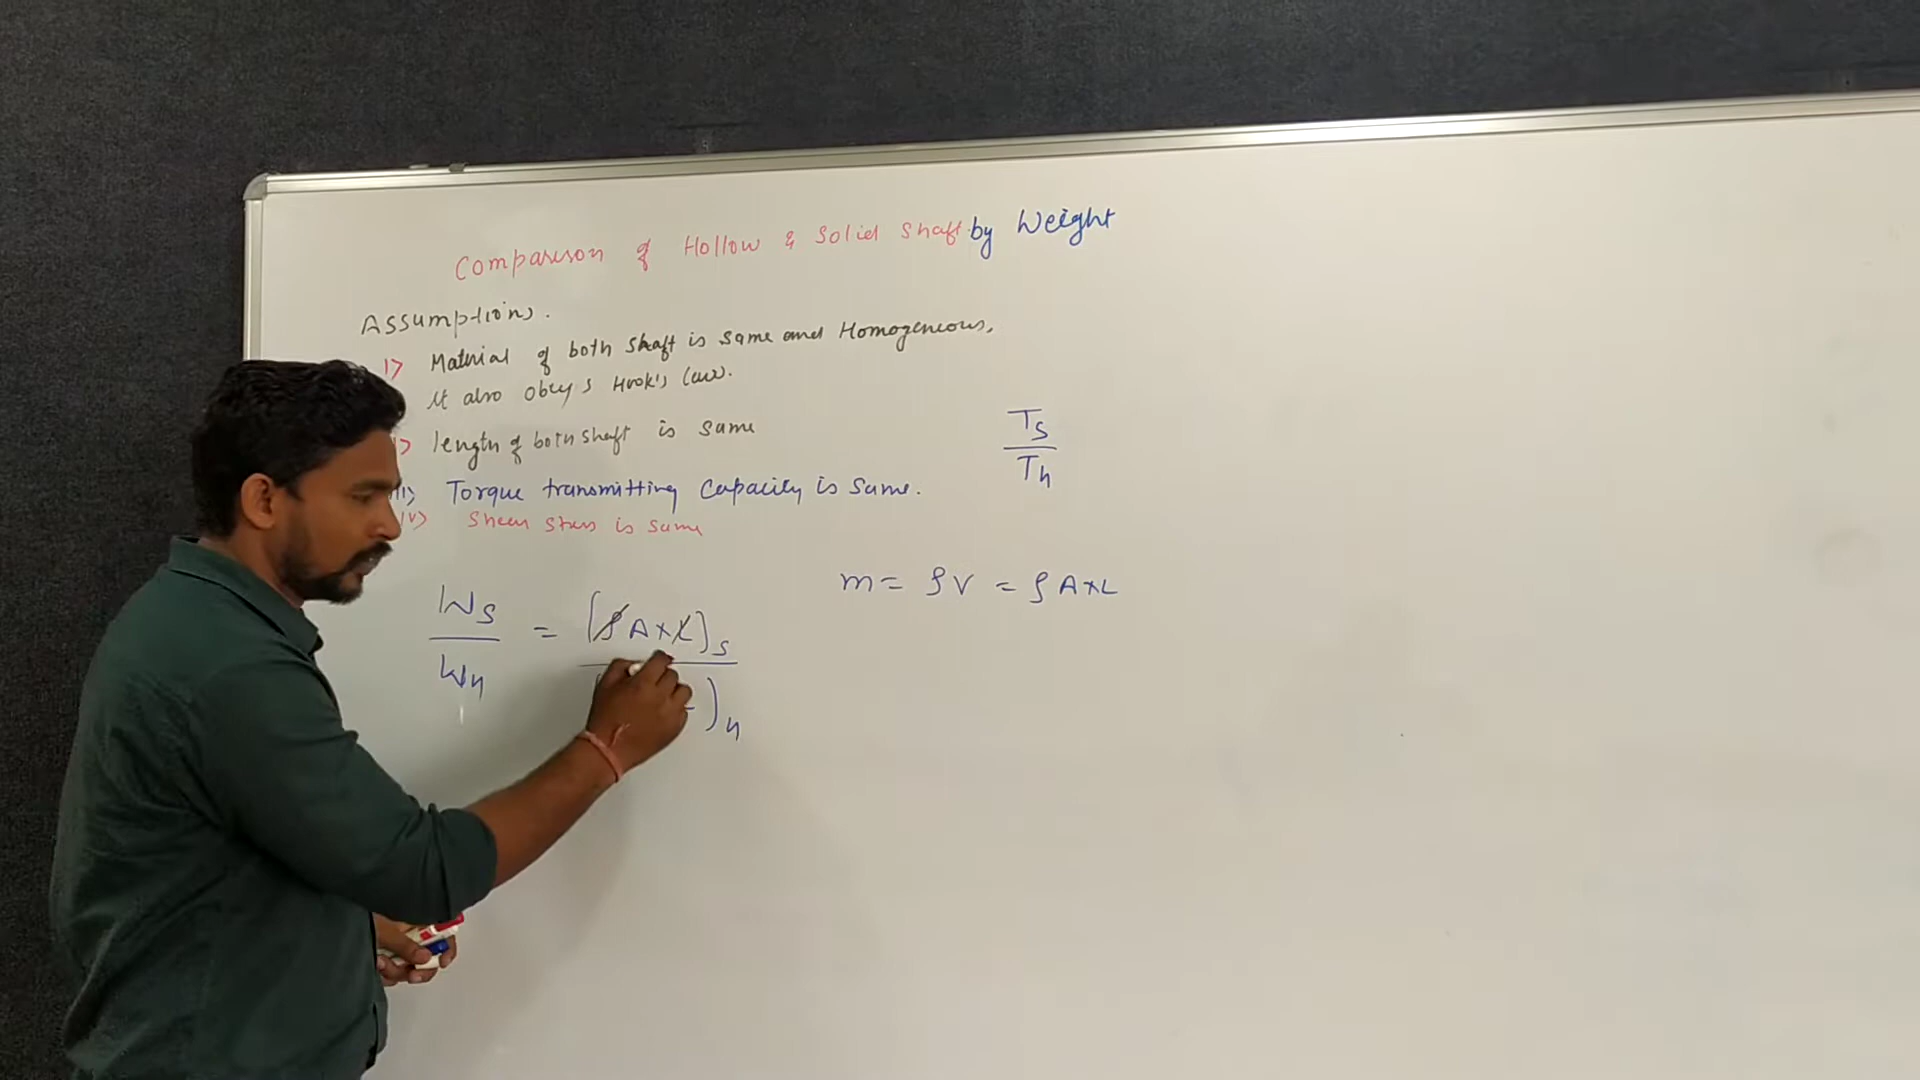 Comparison of Hollow & Solid Shaft by Weight
Assumptions.
i) Material of both Shaft is same and Homogeneous,
it also obeys Hook's Law.
) length of both shaft is same
iii) Torque transmitting Capacity is Same.
iv) Shear Stress is same
Ts
Th
m = ρV = ρA×L
Ws = (ρA×L)s
Wh
)h